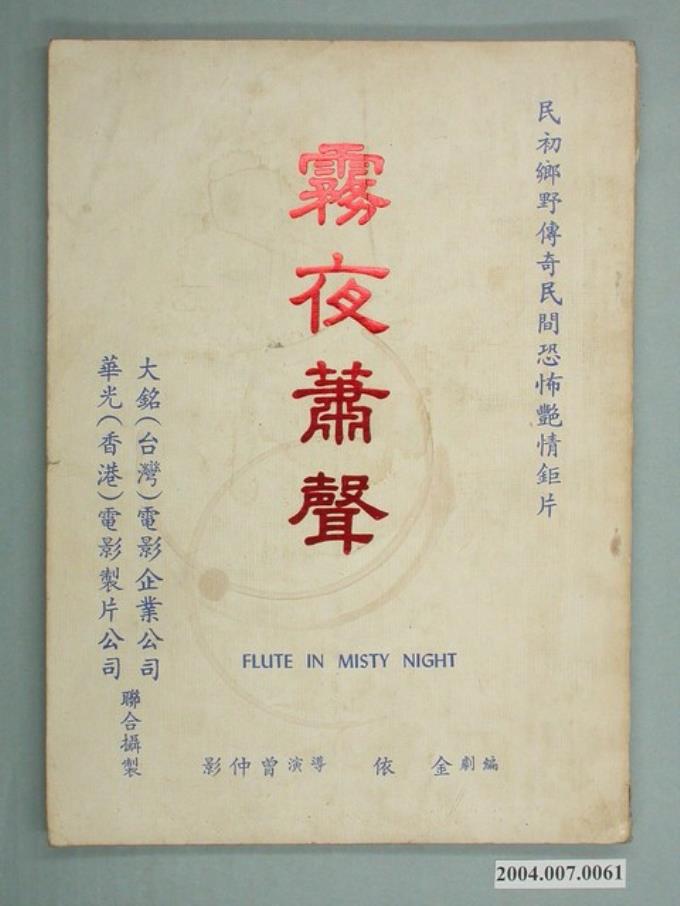 民初鄉野傳奇民間恐怖艷情鉅片
霧夜蕭聲
大銘(台灣)電影企業公司
華光(香港)電影製片公司
聯合攝製
FLUTE IN MISTY NIGHT
編劇 金依 導演 曾仲影
2004.007.0061